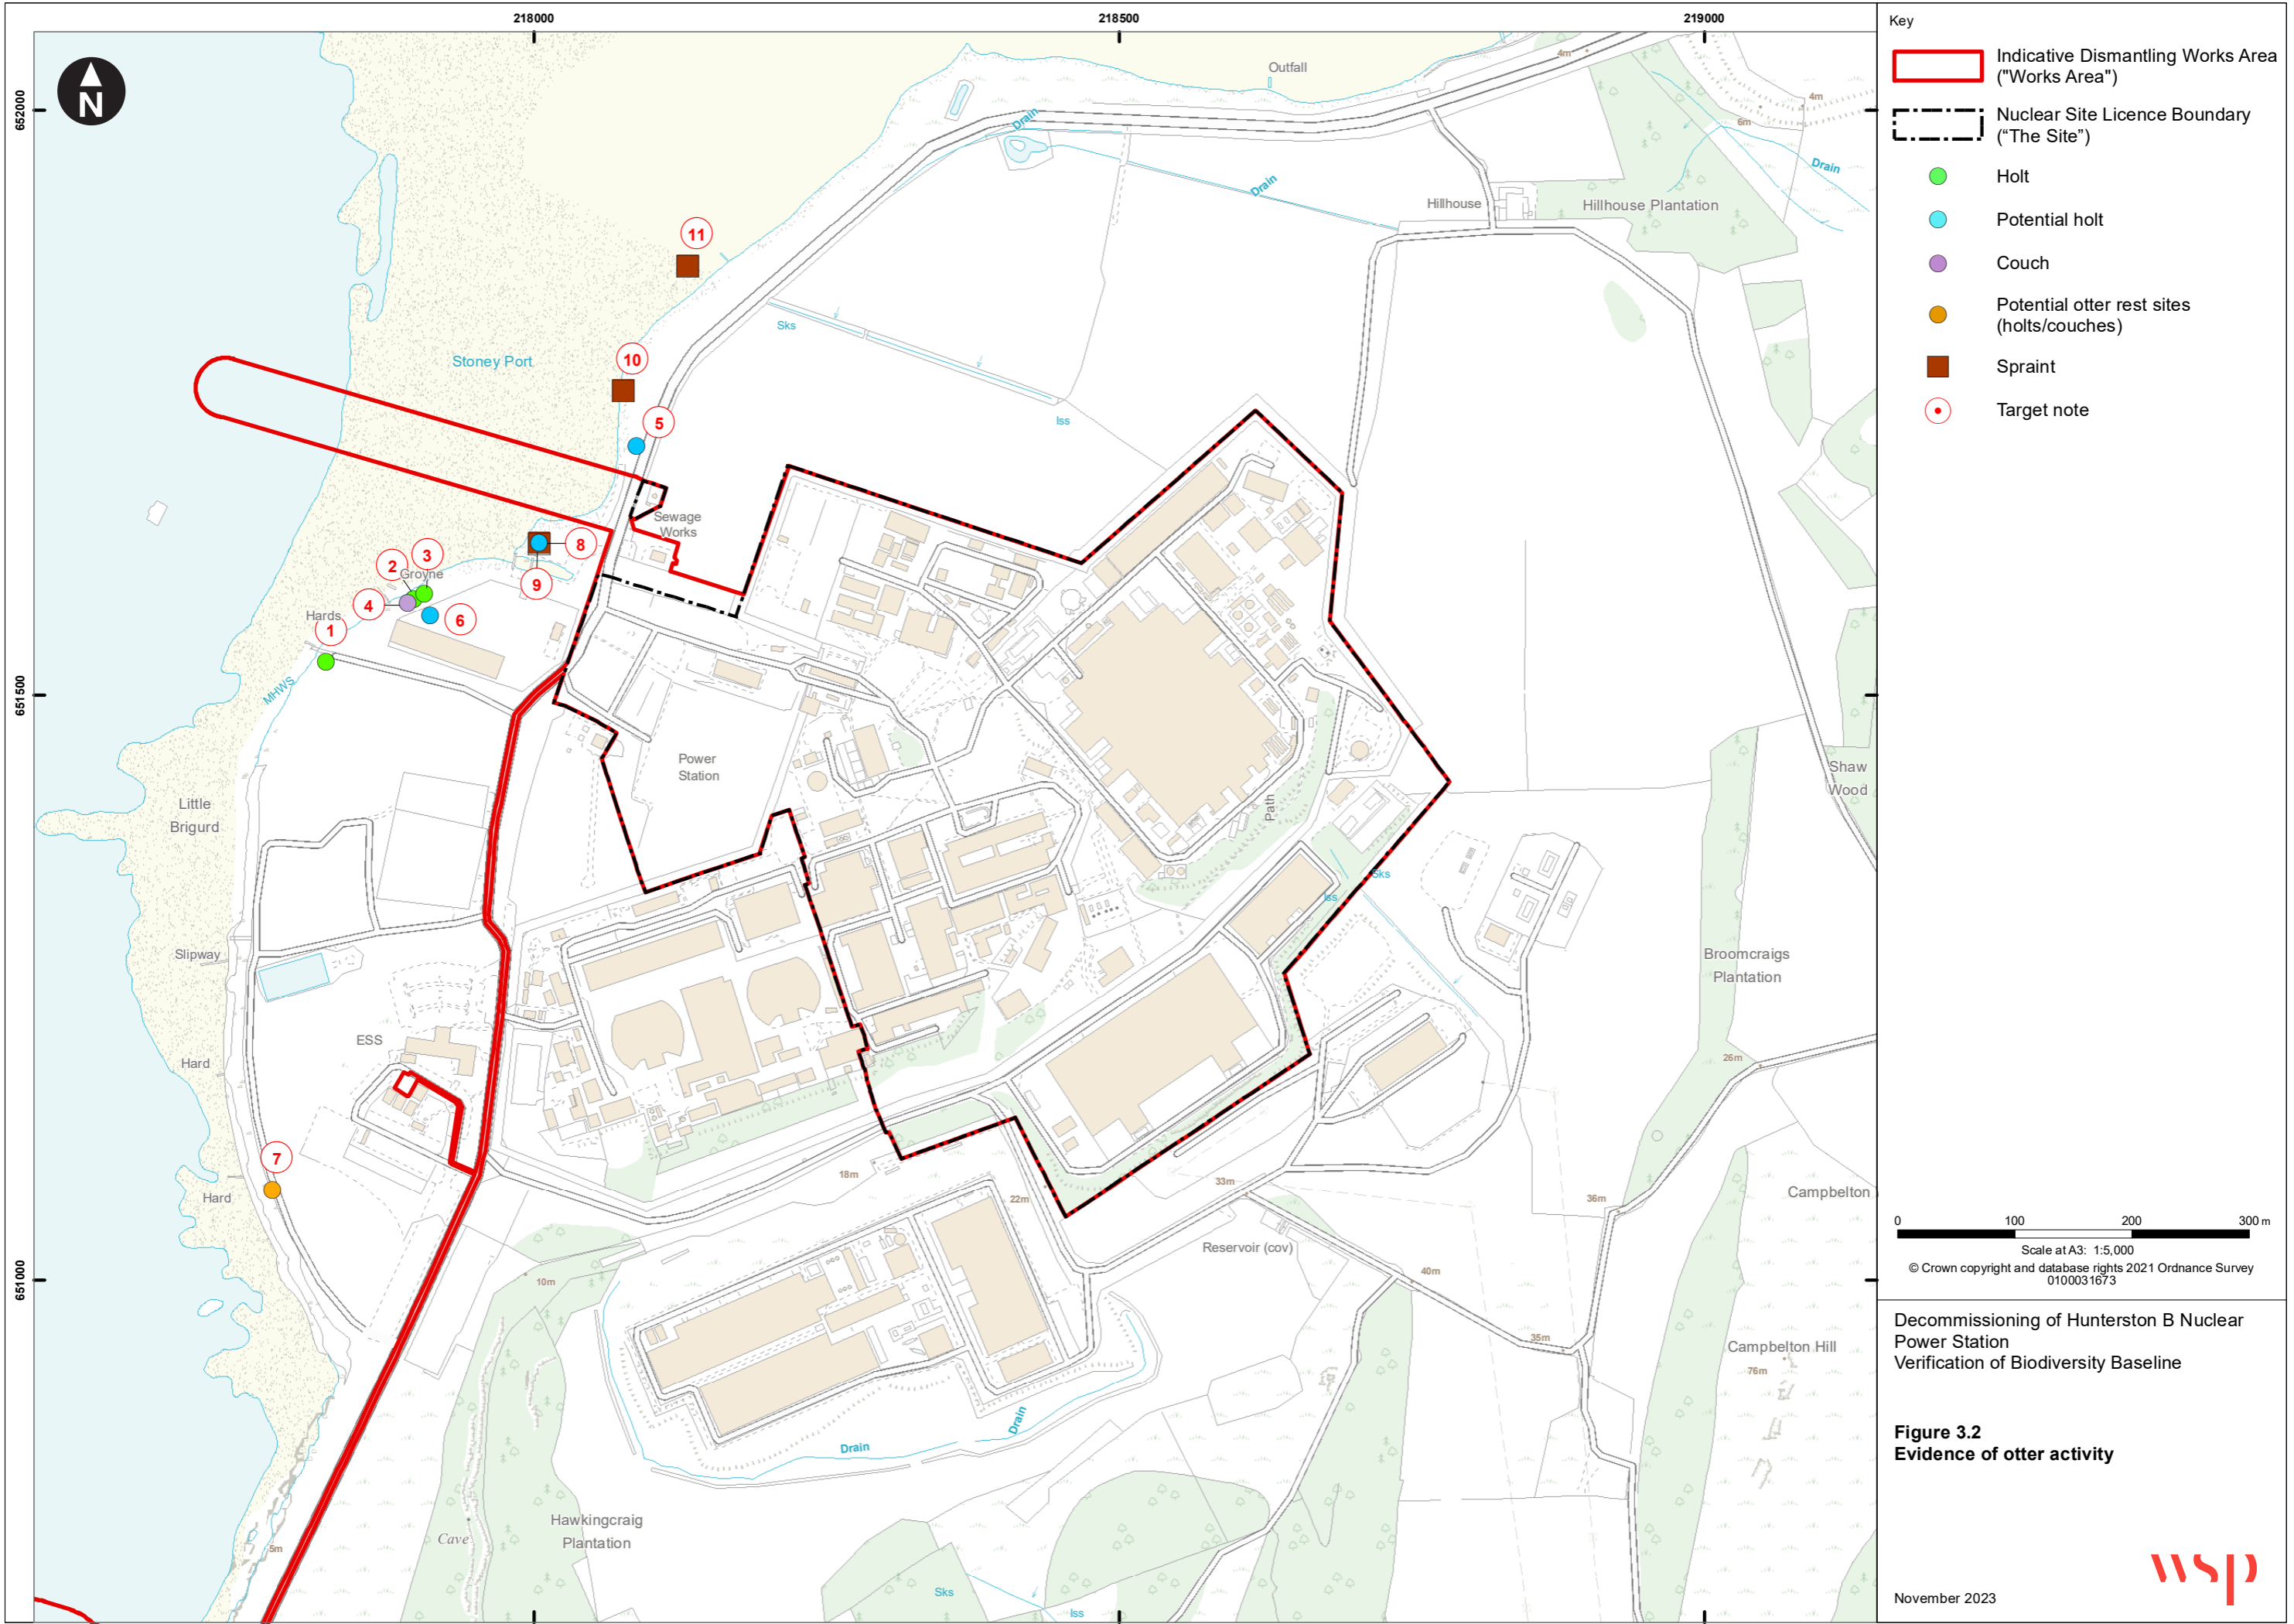 218000
218500
219000
652000
651500
651000
N
Outfall
Drain
Drain
4m
4m
6m
Drain
Hillhouse
Hillhouse Plantation
11
Sks
Stoney Port
10
Iss
5
Sewage
Works
8
3
2
Groyne
9
4
Hards
6
1
MHWS
Power
Station
Path
Shaw
Wood
Little
Brigurd
Sks
Iss
Slipway
Broomcraigs
Plantation
ESS
Hard
26m
7
Hard
18m
22m
33m
36m
Campbelton
Reservoir (cov)
10m
40m
35m
Campbelton Hill
76m
Drain
Drain
Hawkingcraig
Plantation
Cave
5m
Sks
Iss
Key
Indicative Dismantling Works Area
("Works Area")
Nuclear Site Licence Boundary
(“The Site”)
Holt
Potential holt
Couch
Potential otter rest sites
(holts/couches)
Spraint
Target note
0 100 200 300 m
Scale at A3: 1:5,000
© Crown copyright and database rights 2021 Ordnance Survey
0100031673
Decommissioning of Hunterston B Nuclear
Power Station
Verification of Biodiversity Baseline
Figure 3.2
Evidence of otter activity
November 2023
wsp